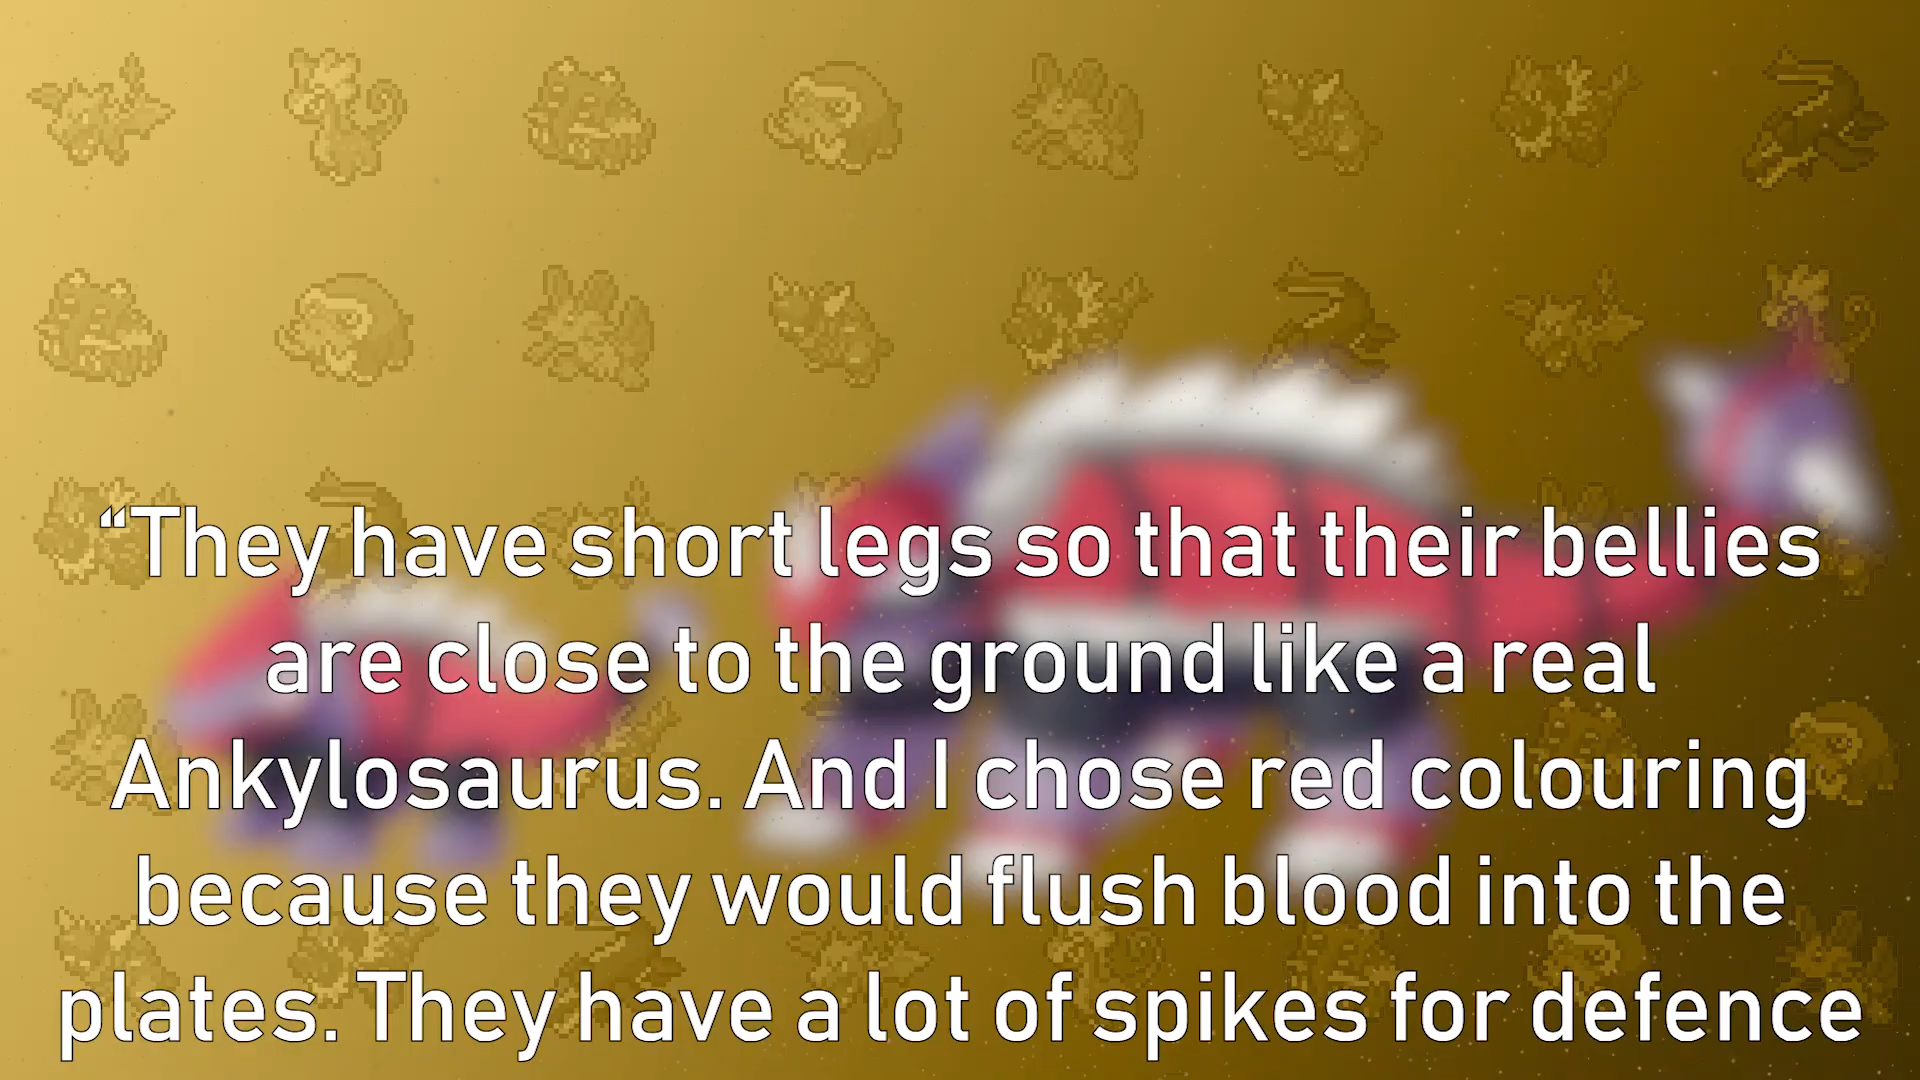 “They have short legs so that their bellies
are close to the ground like a real
Ankylosaurus. And I chose red colouring
because they would flush blood into the
plates. They have a lot of spikes for defence